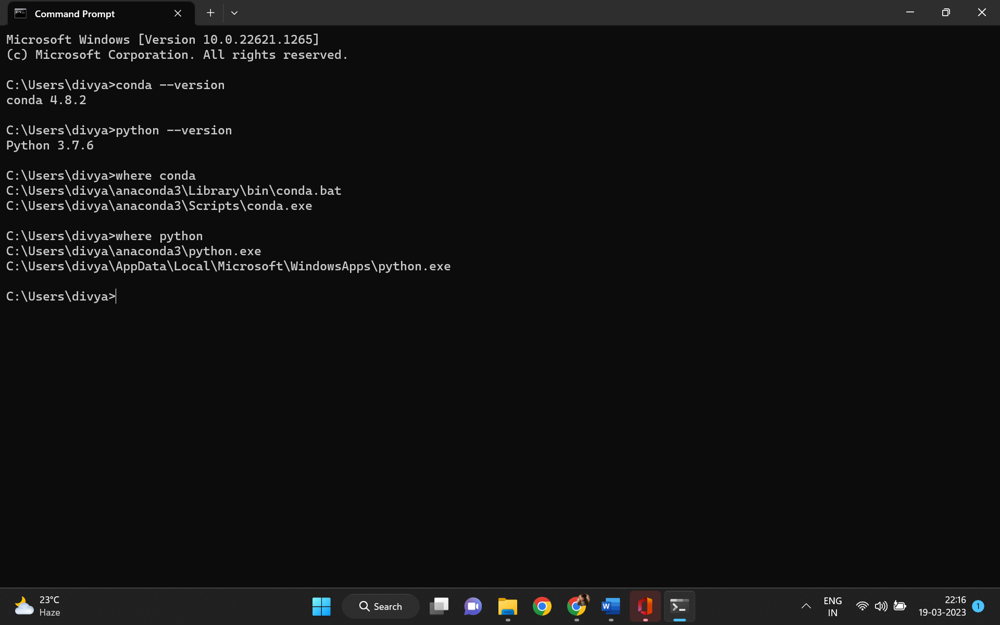 Command Prompt
Microsoft Windows [Version 10.0.22621.1265]
(c) Microsoft Corporation. All rights reserved.
C:\Users\divya>conda --version
conda 4.8.2
C:\Users\divya>python --version
Python 3.7.6
C:\Users\divya>where conda
C:\Users\divya\anaconda3\Library\bin\conda.bat
C:\Users\divya\anaconda3\Scripts\conda.exe
C:\Users\divya>where python
C:\Users\divya\anaconda3\python.exe
C:\Users\divya\AppData\Local\Microsoft\WindowsApps\python.exe
C:\Users\divya>
23°C
Haze
Search
W
ENG
IN
22:16
19-03-2023
1